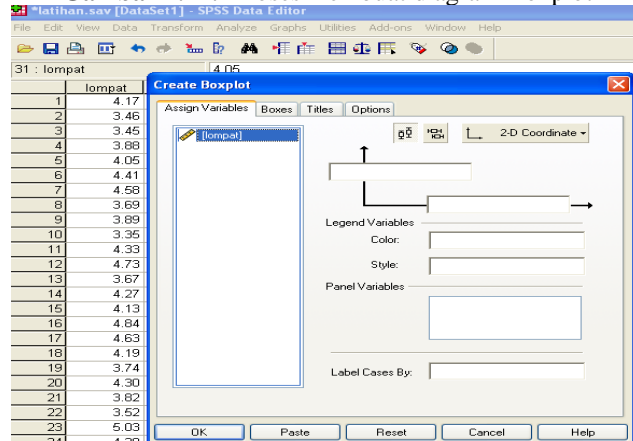 *latihan.sav [DataSet1] - SPSS Data Editor
File Edit View Data Transform Analyze Graphs Utilities Add-ons Window Help
31 : lompat 4.05
lompat
1 4.17
2 3.46
3 3.45
4 3.88
5 4.05
6 4.41
7 4.58
8 3.69
9 3.89
10 3.35
11 4.33
12 4.73
13 3.67
14 4.27
15 4.13
16 4.84
17 4.63
18 4.19
19 3.74
20 4.30
21 3.82
22 3.52
23 5.03
Create Boxplot
Assign Variables Boxes Titles Options
[lompat]
2-D Coordinate
Legend Variables
Color:
Style:
Panel Variables
Label Cases By:
OK Paste Reset Cancel Help